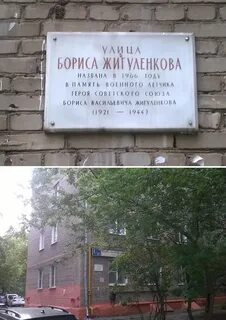 УЛИЦА
БОРИСА ЖИГУЛЕНКОВА
НАЗВАНА В 1966 ГОДУ
В ПАМЯТЬ ВОЕННОГО ЛЕТЧИКА
ГЕРОЯ СОВЕТСКОГО СОЮЗА
БОРИСА ВАСИЛЬЕВИЧА ЖИГУЛЕНКОВА
(1921 — 1944)